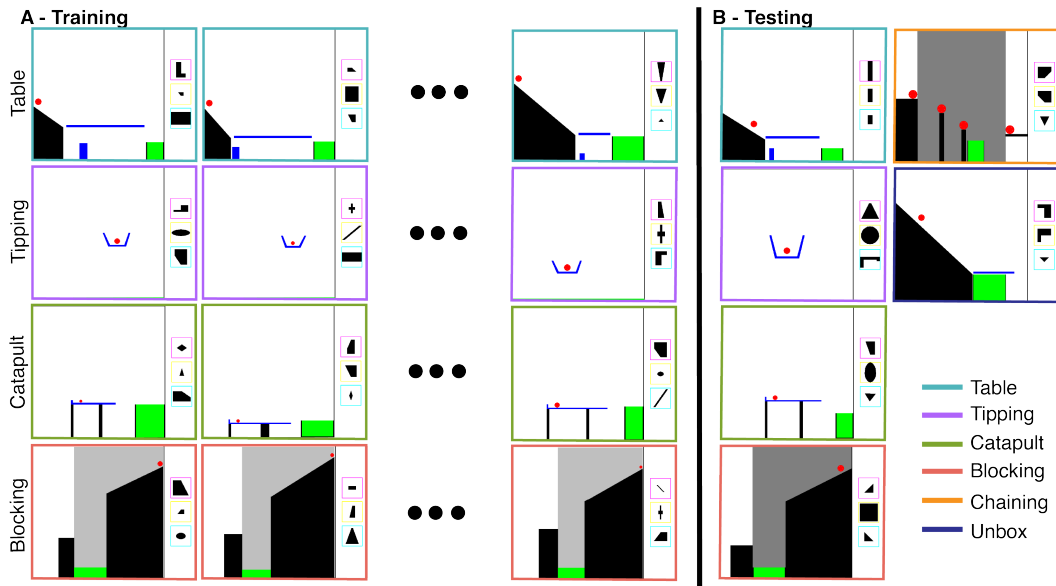 A - Training
B - Testing
Table
Tipping
Catapult
Blocking
Table
Tipping
Catapult
Blocking
Chaining
Unbox